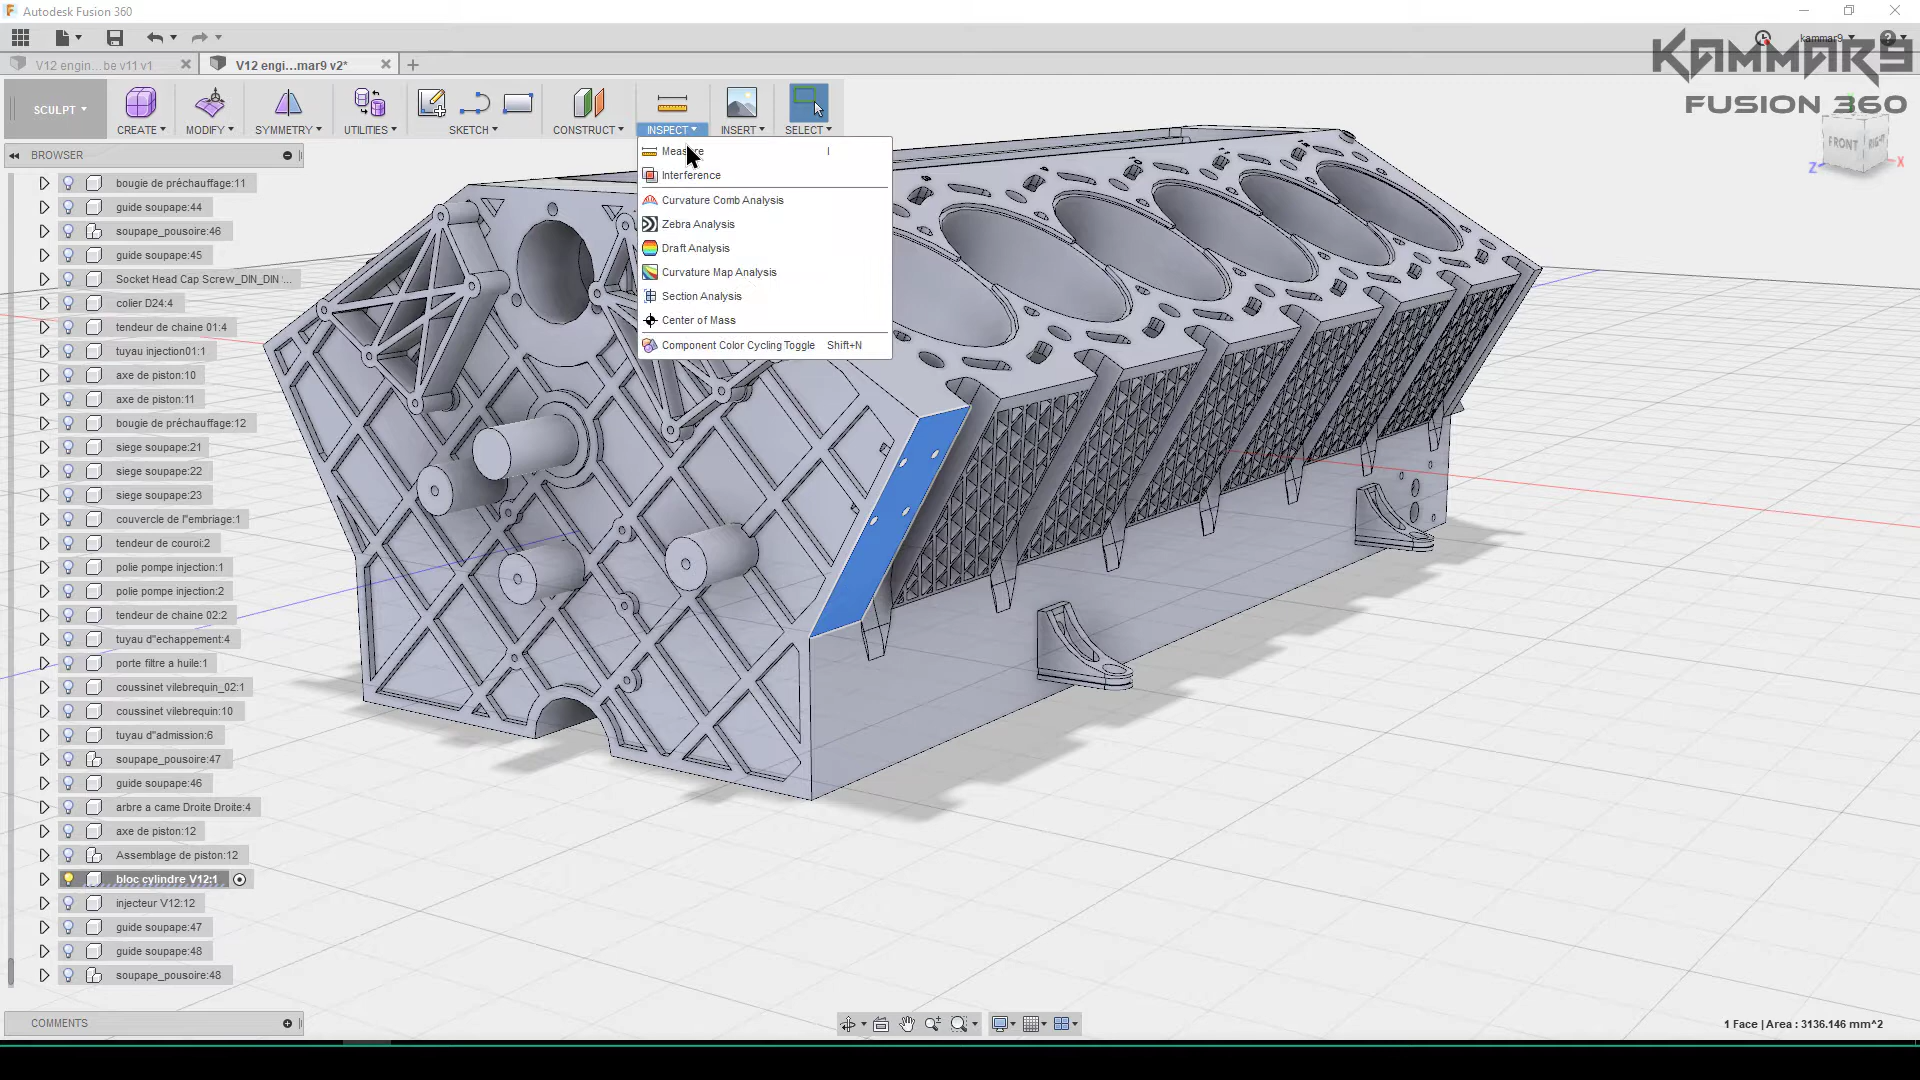 Autodesk Fusion 360
kammar9
KAMMAR9
FUSION 360
V12 engin... be v11 v1
V12 engi...mar9 v2*
SCULPT
CREATE
MODIFY
SYMMETRY
UTILITIES
SKETCH
CONSTRUCT
INSPECT
INSERT
SELECT
Measure I
Interference
Curvature Comb Analysis
Zebra Analysis
Draft Analysis
Curvature Map Analysis
Section Analysis
Center of Mass
Component Color Cycling Toggle Shift+N
FRONT
RIGHT
Z
X
BROWSER
bougie de préchauffage:11
guide soupape:44
soupape_pousoire:46
guide soupape:45
Socket Head Cap Screw_DIN_DIN ...
colier D24:4
tendeur de chaine 01:4
tuyau injection01:1
axe de piston:10
axe de piston:11
bougie de préchauffage:12
siege soupape:21
siege soupape:22
siege soupape:23
couvercle de l"embriage:1
tendeur de couroi:2
polie pompe injection:1
polie pompe injection:2
tendeur de chaine 02:2
tuyau d"echappement:4
porte filtre a huile:1
coussinet vilebrequin_02:1
coussinet vilebrequin:10
tuyau d"admission:6
soupape_pousoire:47
guide soupape:46
arbre a came Droite Droite:4
axe de piston:12
Assemblage de piston:12
bloc cylindre V12:1
injecteur V12:12
guide soupape:47
guide soupape:48
soupape_pousoire:48
COMMENTS
1 Face | Area : 3136.146 mm^2